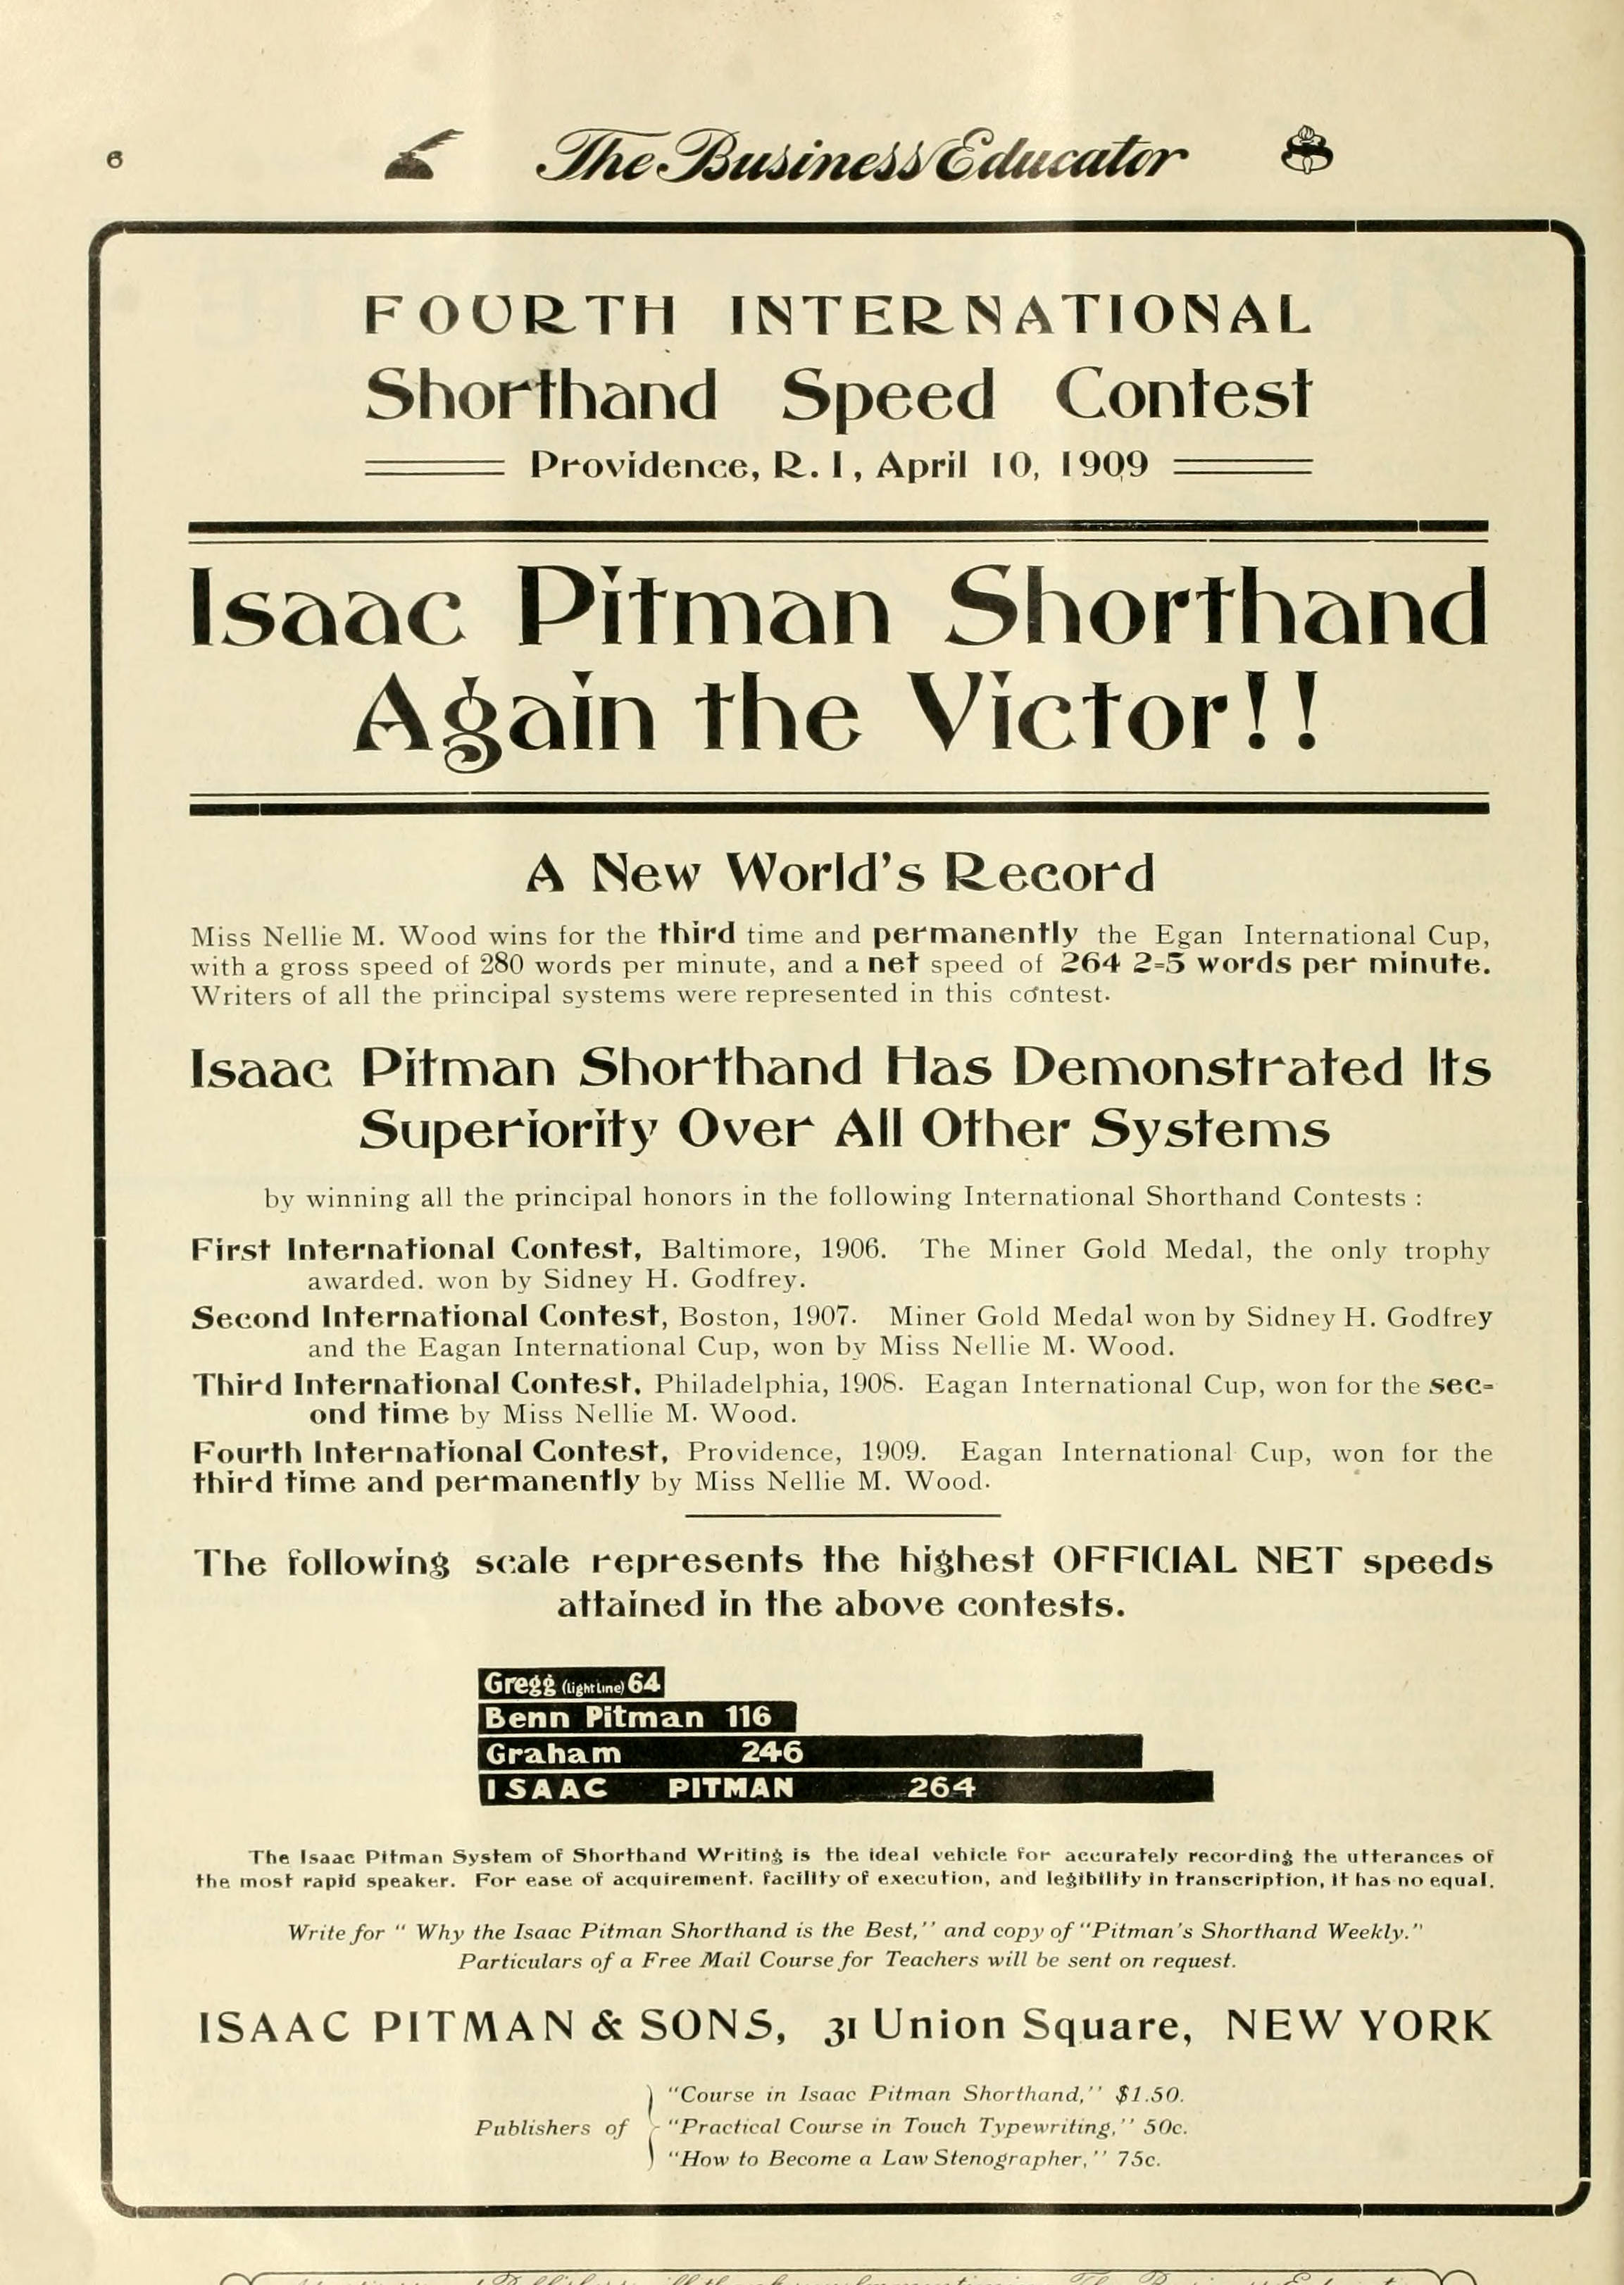 6
The Business Educator
FOURTH INTERNATIONAL
Shorthand Speed Contest
Providence, R. I, April 10, 1909
Isaac Pitman Shorthand
Again the Victor!!
A New World's Record
Miss Nellie M. Wood wins for the third time and permanently the Egan International Cup,
with a gross speed of 280 words per minute, and a net speed of 264 2=5 words per minute.
Writers of all the principal systems were represented in this contest.
Isaac Pitman Shorthand Has Demonstrated Its
Superiority Over All Other Systems
by winning all the principal honors in the following International Shorthand Contests :
First International Contest, Baltimore, 1906. The Miner Gold Medal, the only trophy
awarded. won by Sidney H. Godfrey.
Second International Contest, Boston, 1907. Miner Gold Medal won by Sidney H. Godfrey
and the Eagan International Cup, won by Miss Nellie M. Wood.
Third International Contest, Philadelphia, 1908. Eagan International Cup, won for the sec=
ond time by Miss Nellie M. Wood.
Fourth International Contest, Providence, 1909. Eagan International Cup, won for the
third time and permanently by Miss Nellie M. Wood.
The following scale represents the highest OFFICIAL NET speeds
attained in the above contests.
Gregg (Light Line) 64
Benn Pitman 116
Graham 246
ISAAC PITMAN 264
The Isaac Pitman System of Shorthand Writing is the ideal vehicle for accurately recording the utterances of
the most rapid speaker. For ease of acquirement, facility of execution, and legibility in transcription, it has no equal.
Write for " Why the Isaac Pitman Shorthand is the Best," and copy of "Pitman's Shorthand Weekly."
Particulars of a Free Mail Course for Teachers will be sent on request.
ISAAC PITMAN & SONS, 31 Union Square, NEW YORK
"Course in Isaac Pitman Shorthand," $1.50.
Publishers of "Practical Course in Touch Typewriting," 50c.
"How to Become a Law Stenographer," 75c.